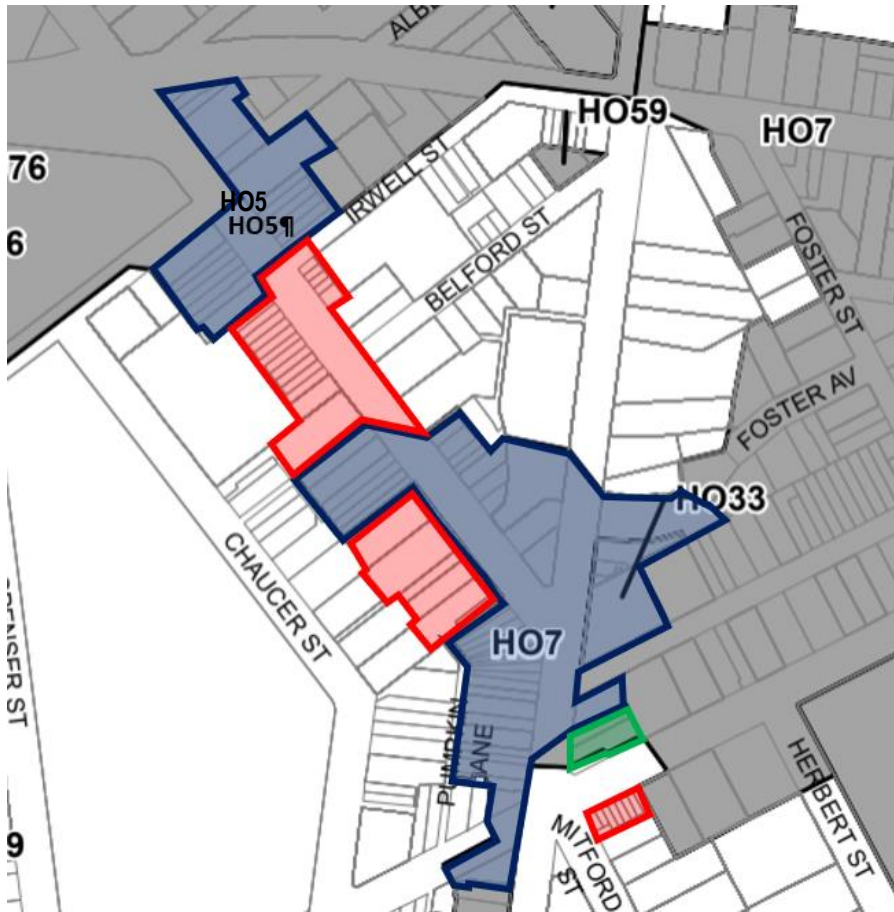 HO59
HO7
76
HO5
HO5¶
6
IRWELL ST
BELFORD ST
FOSTER ST
FOSTER AV
HO33
CHAUCER ST
HO7
PUMPKIN
LANE
HERBERT ST
MITFORD
ST
9